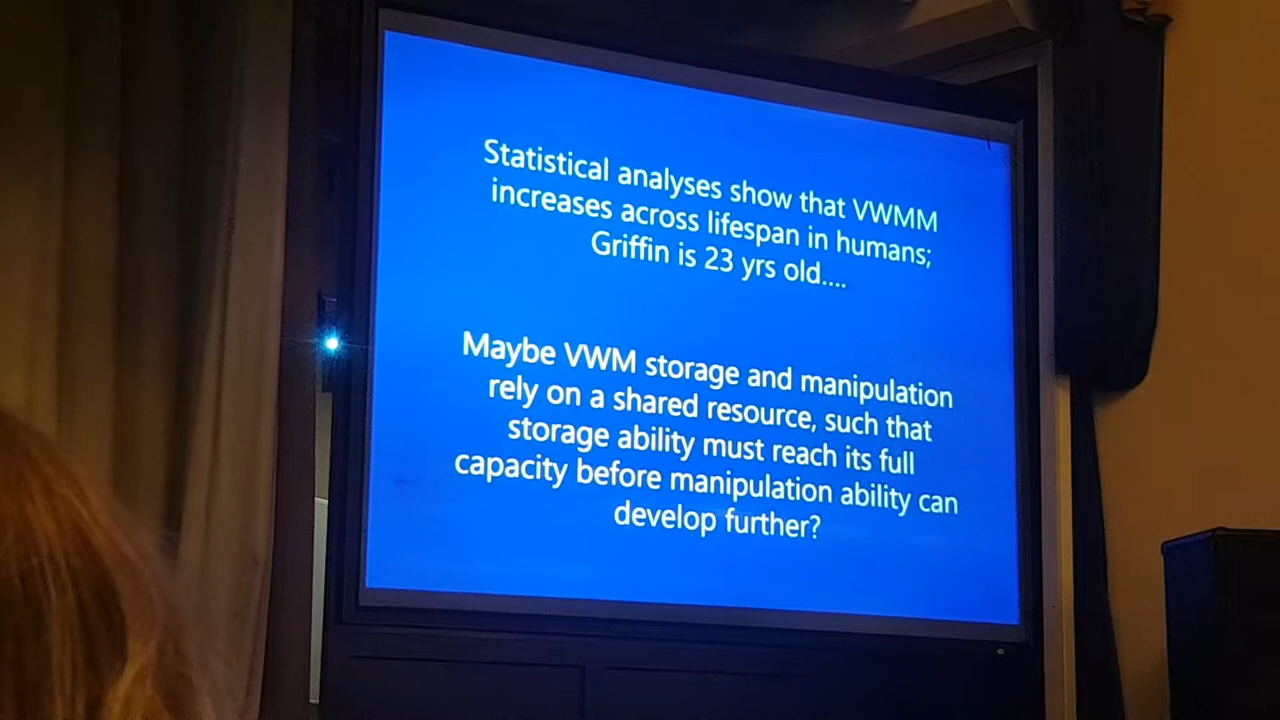 Statistical analyses show that VWMM
increases across lifespan in humans;
Griffin is 23 yrs old....
Maybe VWM storage and manipulation
rely on a shared resource, such that
storage ability must reach its full
capacity before manipulation ability can
develop further?